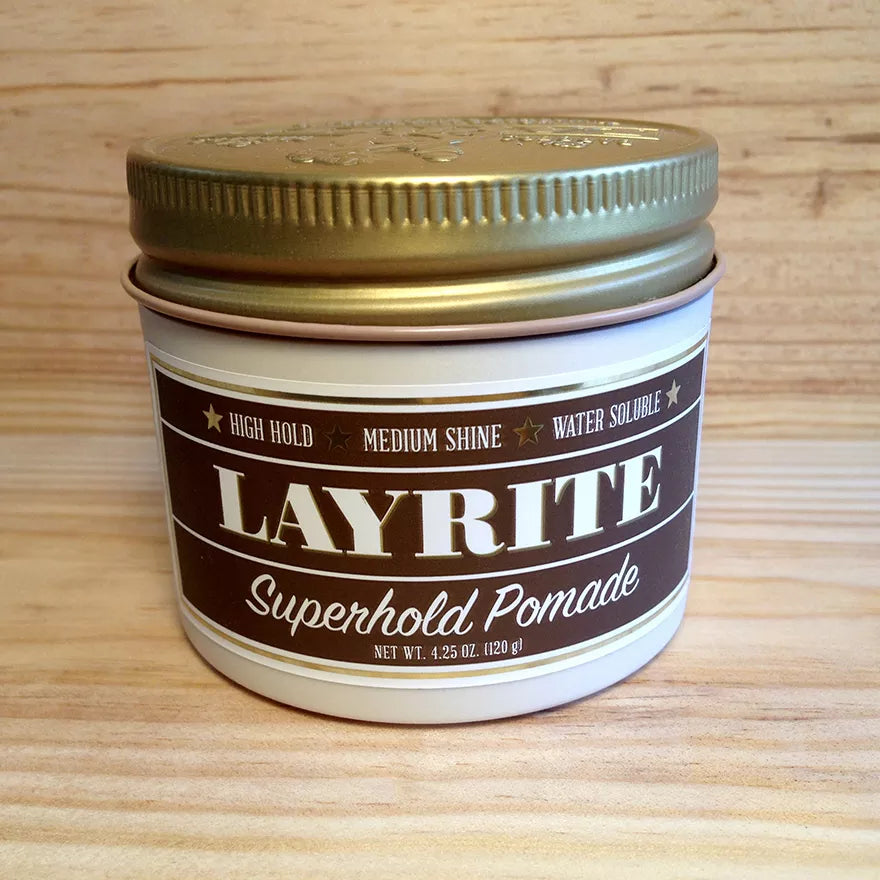 HIGH HOLD MEDIUM SHINE WATER SOLUBLE
LAYRITE
Superhold Pomade
NET WT. 4.25 OZ. (120 g)